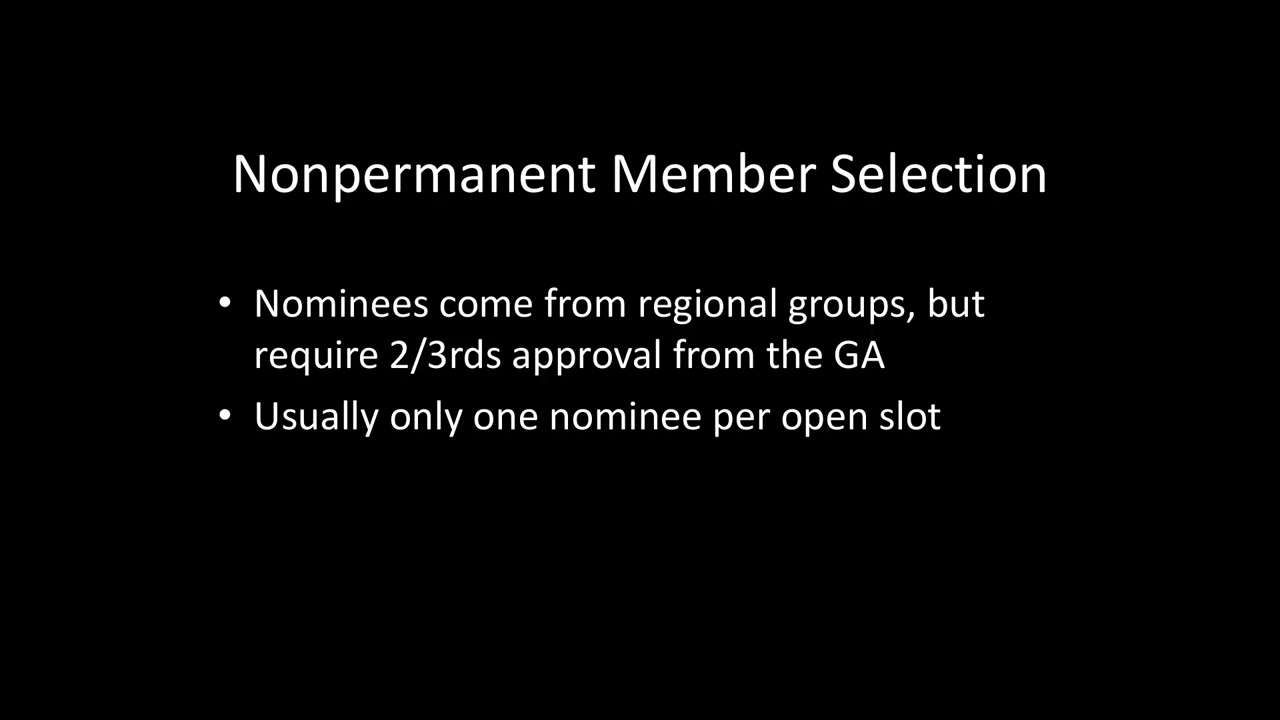 Nonpermanent Member Selection
• Nominees come from regional groups, but
require 2/3rds approval from the GA
• Usually only one nominee per open slot